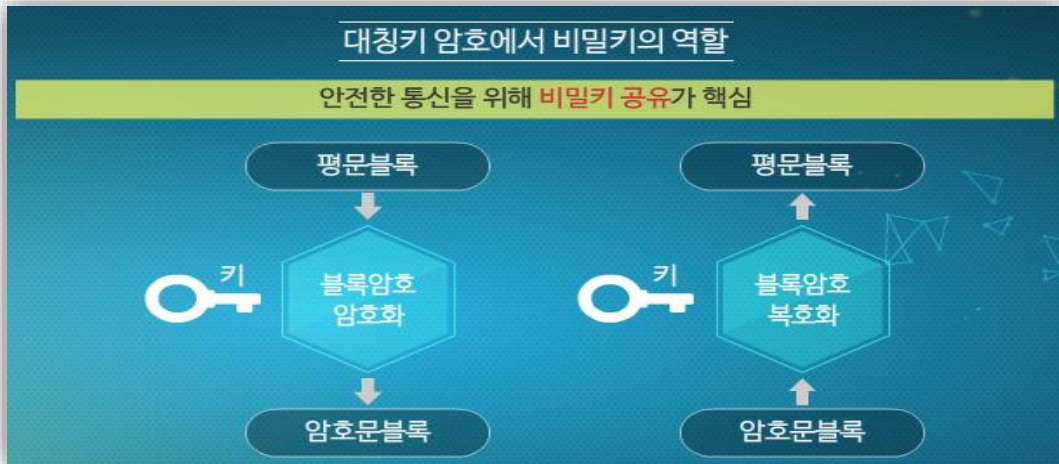 대칭키 암호에서 비밀키의 역할
안전한 통신을 위해 비밀키 공유가 핵심
평문블록
키
블록암호
암호화
암호문블록
평문블록
키
블록암호
복호화
암호문블록